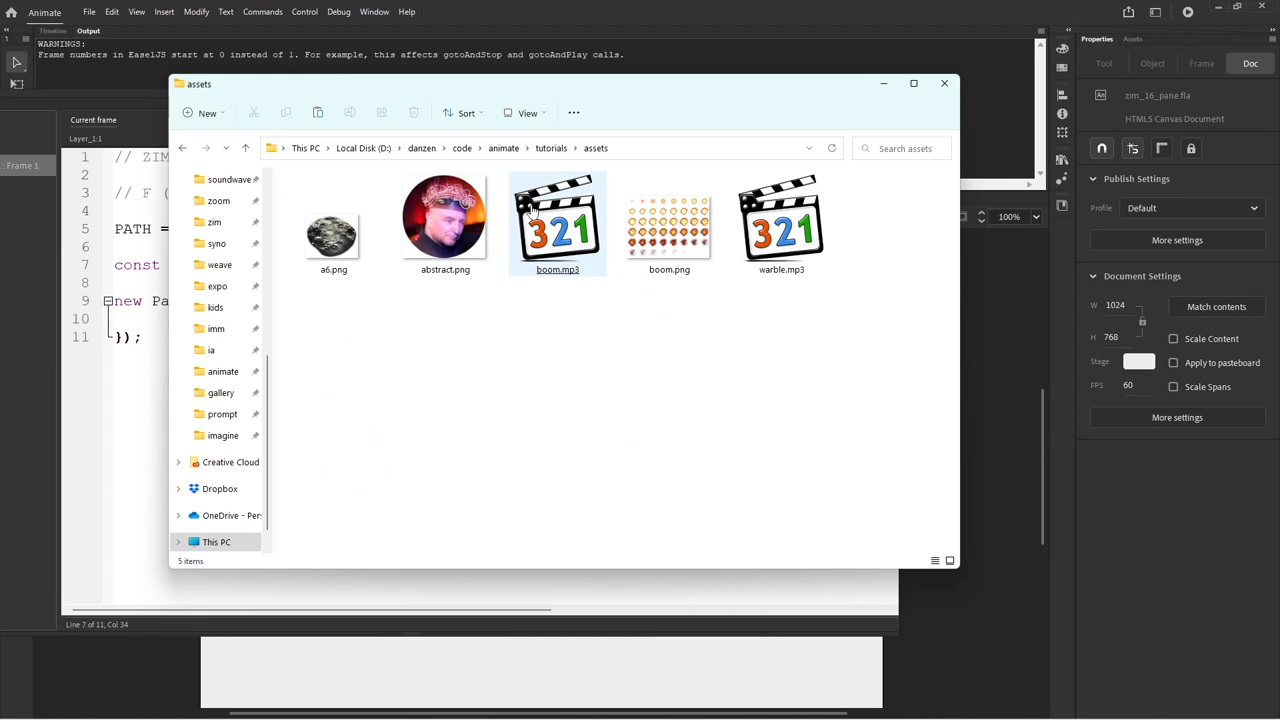 Animate
File
Edit
View
Insert
Modify
Text
Commands
Control
Debug
Window
Help
Timeline
Output
WARNINGS:
Frame numbers in EaselJS start at 0 instead of 1. For example, this affects gotoAndStop and gotoAndPlay calls.
assets
New
Sort
View
This PC
Local Disk (D:)
danzen
code
animate
tutorials
assets
Search assets
soundwave
zoom
zim
syno
weave
expo
kids
imm
ia
animate
gallery
prompt
imagine
Creative Cloud
Dropbox
OneDrive - Pers
This PC
321
321
a6.png
abstract.png
boom.mp3
boom.png
warble.mp3
5 items
Current frame
Layer_1:1
: Frame 1
1 // ZIM
2
3 // F (
4
5 PATH =
6
7 const
8
9 new Pa
10
11 });
Line 7 of 11, Col 34
100%
Properties
Assets
Tool
Object
Frame
Doc
An
zim_16_pane.fla
HTML5 Canvas Document
Publish Settings
Profile
Default
More settings
Document Settings
W 1024
Match contents
H 768
Scale Content
Stage
Apply to pasteboard
FPS 60
Scale Spans
More settings